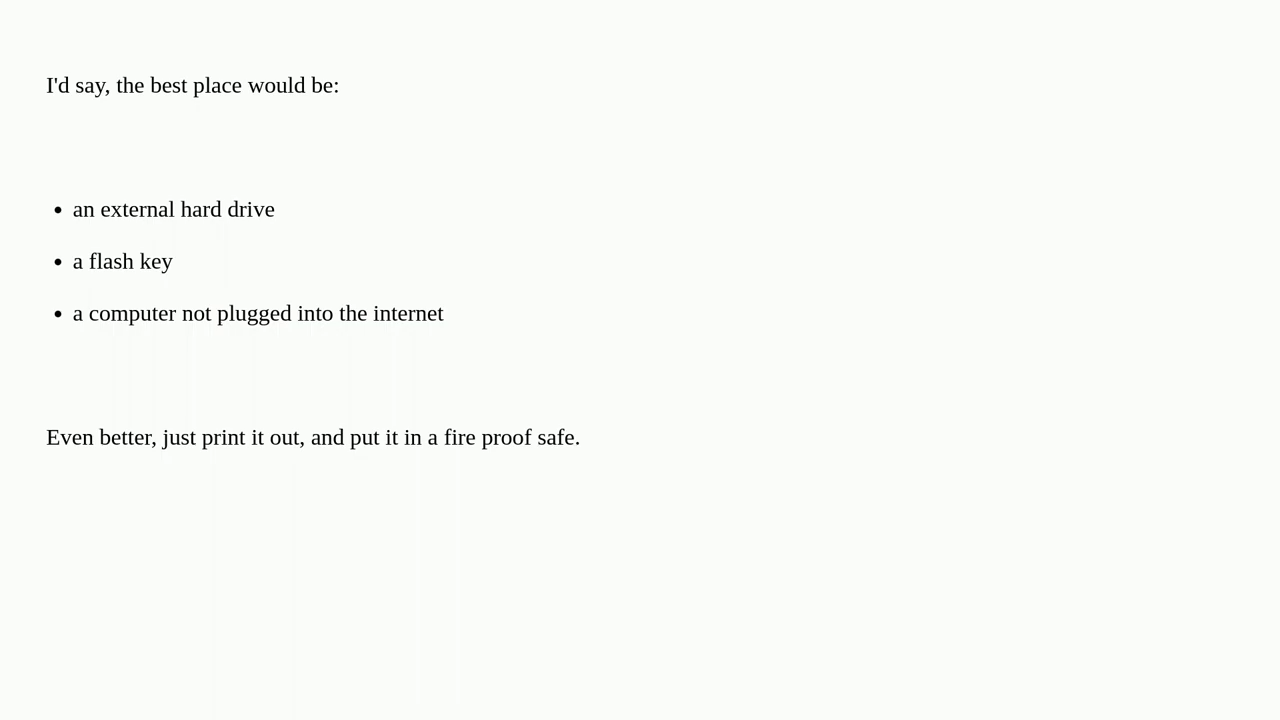 I'd say, the best place would be:
• an external hard drive
• a flash key
• a computer not plugged into the internet
Even better, just print it out, and put it in a fire proof safe.